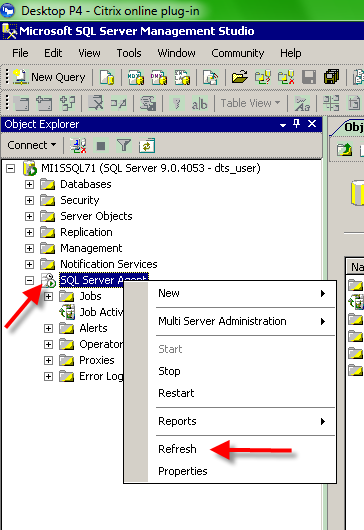 Desktop P4 - Citrix online plug-in
Microsoft SQL Server Management Studio
File Edit View Tools Window Community Help
New Query
Table View
Object Explorer
Connect
Obj
MI1SSQL71 (SQL Server 9.0.4053 - dts_user)
Databases
Security
Server Objects
Replication
Management
Notification Services
SQL Server Agent
Jobs
Job Activ
Alerts
Operator
Proxies
Error Log
New
Multi Server Administration
Start
Stop
Restart
Reports
Refresh
Properties
Na